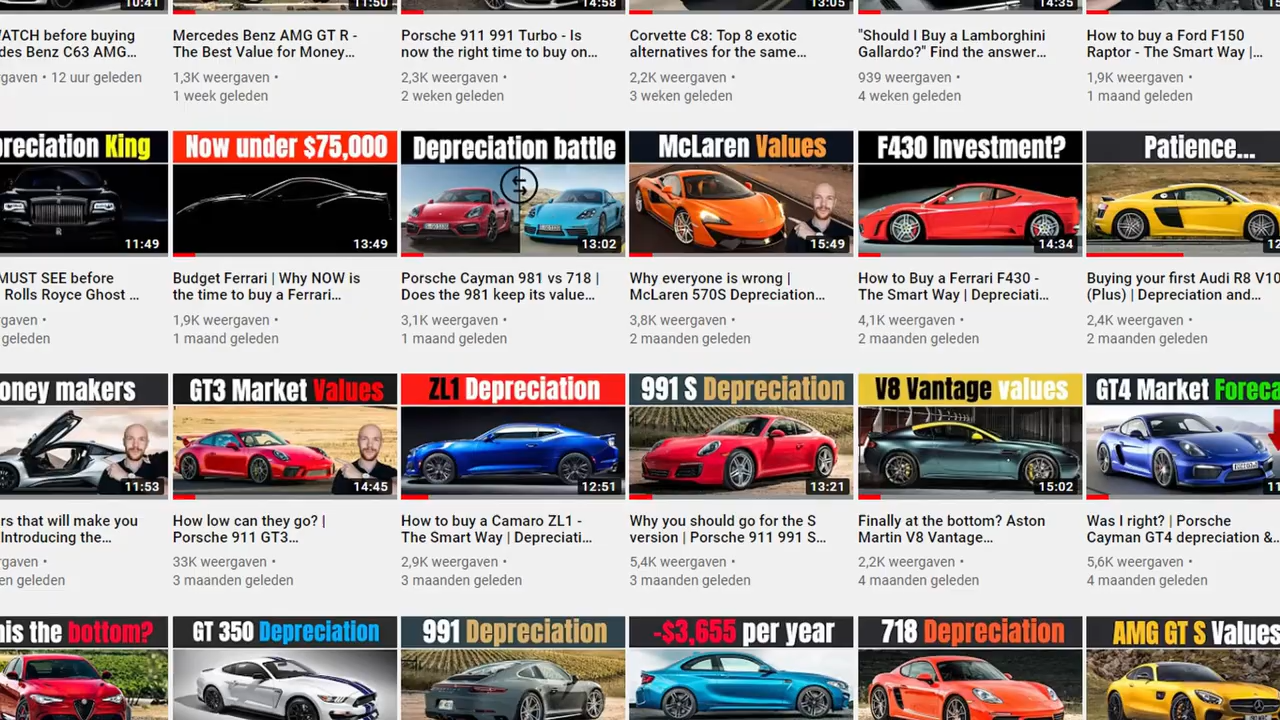 10:41
11:50
14:58
13:05
14:35
WATCH before buying
des Benz C63 AMG...
gaven • 12 uur geleden
Mercedes Benz AMG GT R -
The Best Value for Money...
1,3K weergaven •
1 week geleden
Porsche 911 991 Turbo - Is
now the right time to buy on...
2,3K weergaven •
2 weken geleden
Corvette C8: Top 8 exotic
alternatives for the same...
2,2K weergaven •
3 weken geleden
"Should I Buy a Lamborghini
Gallardo?" Find the answer...
939 weergaven •
4 weken geleden
How to buy a Ford F150
Raptor - The Smart Way |...
1,9K weergaven •
1 maand geleden
reciation King
11:49
Now under $75,000
13:49
Depreciation battle
13:02
McLaren Values
15:49
F430 Investment?
14:34
Patience...
12
MUST SEE before
Rolls Royce Ghost ...
gaven •
geleden
Budget Ferrari | Why NOW is
the time to buy a Ferrari...
1,9K weergaven •
1 maand geleden
Porsche Cayman 981 vs 718 |
Does the 981 keep its value...
3,1K weergaven •
1 maand geleden
Why everyone is wrong |
McLaren 570S Depreciation...
3,8K weergaven •
2 maanden geleden
How to Buy a Ferrari F430 -
The Smart Way | Depreciati...
4,1K weergaven •
2 maanden geleden
Buying your first Audi R8 V10
(Plus) | Depreciation and...
2,4K weergaven •
2 maanden geleden
oney makers
11:53
GT3 Market Values
14:45
ZL1 Depreciation
12:51
991 S Depreciation
13:21
V8 Vantage values
15:02
GT4 Market Foreca
11
rs that will make you
Introducing the...
gaven •
en geleden
How low can they go? |
Porsche 911 GT3...
33K weergaven •
3 maanden geleden
How to buy a Camaro ZL1 -
The Smart Way | Depreciati...
2,9K weergaven •
3 maanden geleden
Why you should go for the S
version | Porsche 911 991 S...
5,4K weergaven •
3 maanden geleden
Finally at the bottom? Aston
Martin V8 Vantage...
2,2K weergaven •
4 maanden geleden
Was I right? | Porsche
Cayman GT4 depreciation &...
5,6K weergaven •
4 maanden geleden
his the bottom?
GT 350 Depreciation
991 Depreciation
-$3,655 per year
718 Depreciation
AMG GT S Values